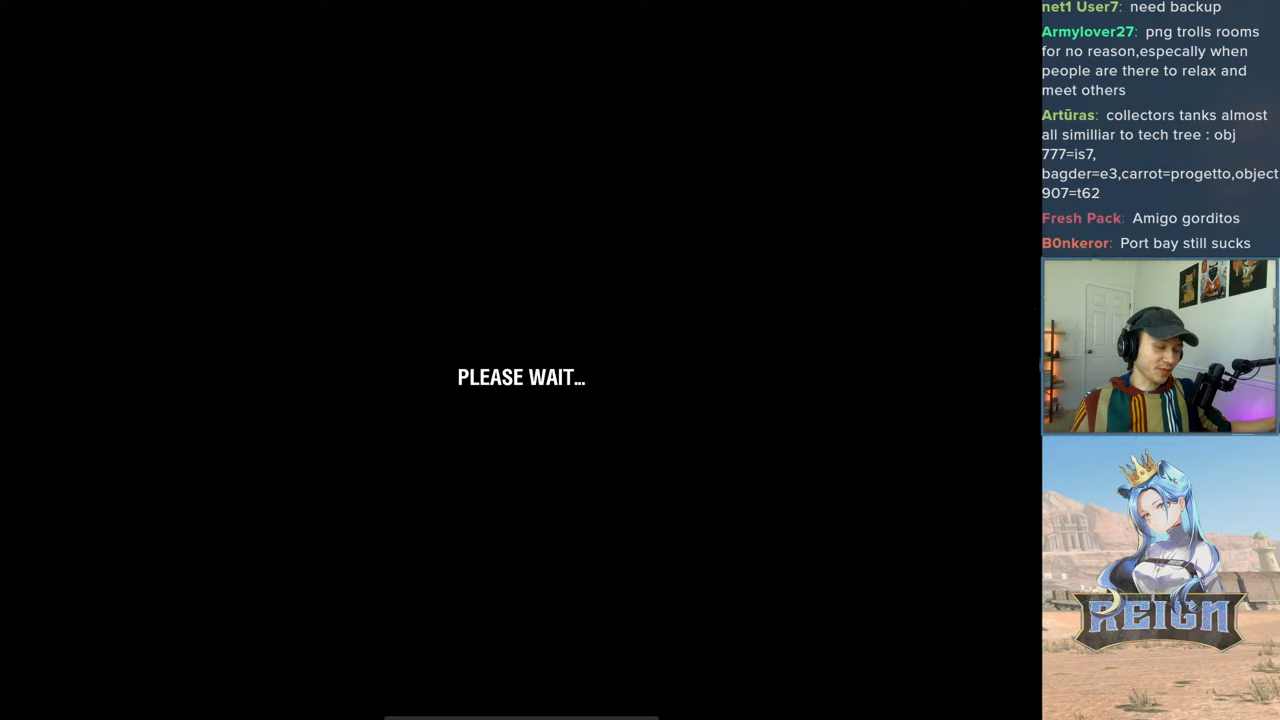 net1 User7: need backup
Armylover27: png trolls rooms
for no reason,especally when
people are there to relax and
meet others
Artūras: collectors tanks almost
all similliar to tech tree : obj
777=is7,
bagder=e3,carrot=progetto,object
907=t62
Fresh Pack: Amigo gorditos
B0nkeror: Port bay still sucks
PLEASE WAIT...
REIGN